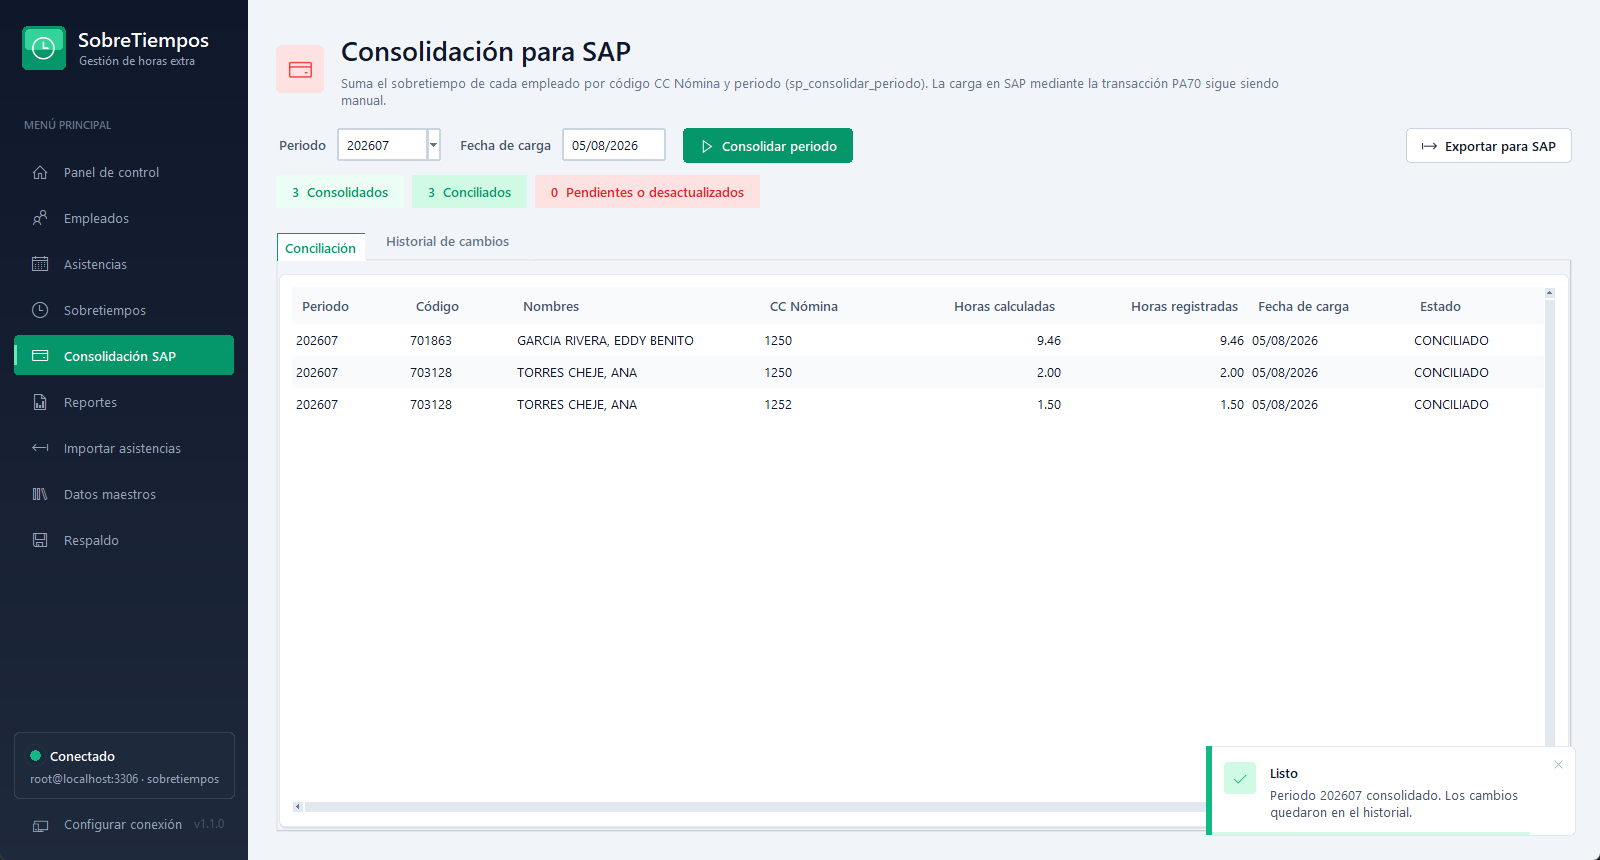 SobreTiempos
Gestión de horas extra
MENÚ PRINCIPAL
Panel de control
Empleados
Asistencias
Sobretiempos
Consolidación SAP
Reportes
Importar asistencias
Datos maestros
Respaldo
Conectado
root@localhost:3306 · sobretiempos
Configurar conexión v1.1.0
Consolidación para SAP
Suma el sobretiempo de cada empleado por código CC Nómina y periodo (sp_consolidar_periodo). La carga en SAP mediante la transacción PA70 sigue siendo
manual.
Periodo 202607 Fecha de carga 05/08/2026 Consolidar periodo Exportar para SAP
3 Consolidados 3 Conciliados 0 Pendientes o desactualizados
Conciliación Historial de cambios
Periodo Código Nombres CC Nómina Horas calculadas Horas registradas Fecha de carga Estado
202607 701863 GARCIA RIVERA, EDDY BENITO 1250 9.46 9.46 05/08/2026 CONCILIADO
202607 703128 TORRES CHEJE, ANA 1250 2.00 2.00 05/08/2026 CONCILIADO
202607 703128 TORRES CHEJE, ANA 1252 1.50 1.50 05/08/2026 CONCILIADO
Listo
Periodo 202607 consolidado. Los cambios
quedaron en el historial.